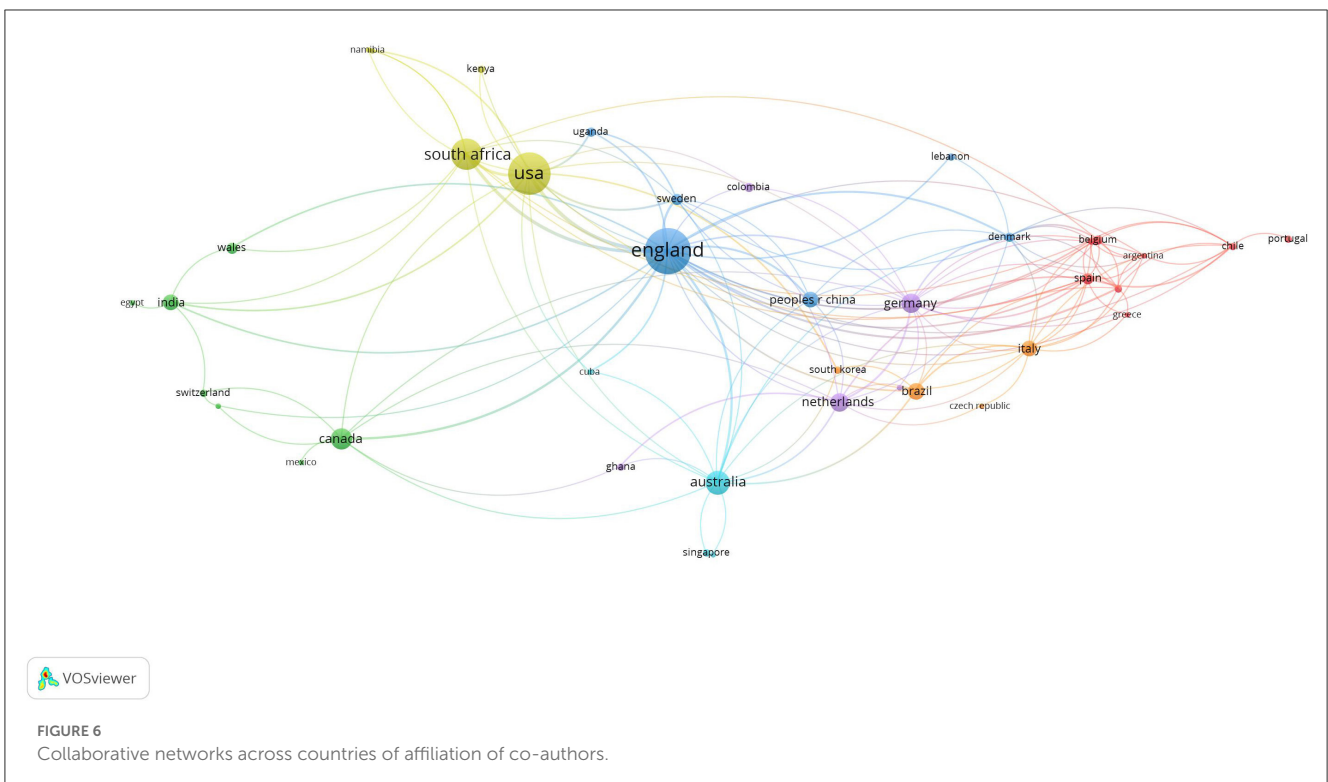 namibia
kenya
uganda
south africa
lebanon
usa
colombia
sweden
denmark
belgium
portugal
wales
england
chile
argentina
spain
egypt
india
peoples r china
germany
greece
italy
cuba
south korea
switzerland
brazil
netherlands
czech republic
canada
mexico
ghana
australia
singapore
VOSviewer
FIGURE 6
Collaborative networks across countries of affiliation of co-authors.